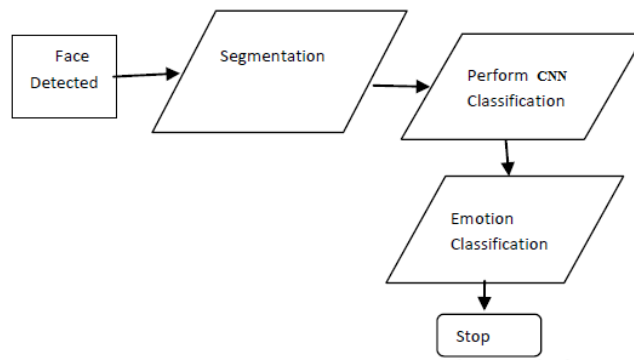 Face
Detected
Segmentation
Perform CNN
Classification
Emotion
Classification
Stop